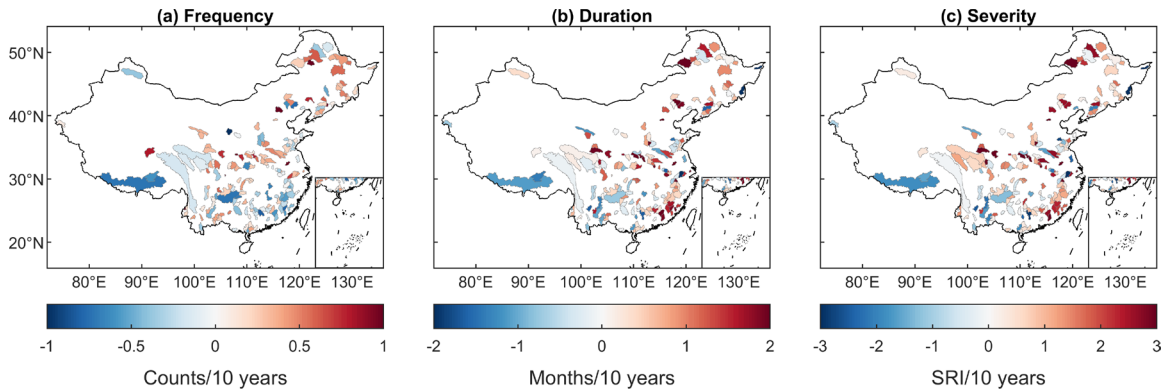 (a) Frequency (b) Duration (c) Severity
50°N
40°N
30°N
20°N
80°E 90°E 100°E 110°E 120°E 130°E 80°E 90°E 100°E 110°E 120°E 130°E 80°E 90°E 100°E 110°E 120°E 130°E
-1 -0.5 0 0.5 1 -2 -1 0 1 2 -3 -2 -1 0 1 2 3
Counts/10 years Months/10 years SRI/10 years